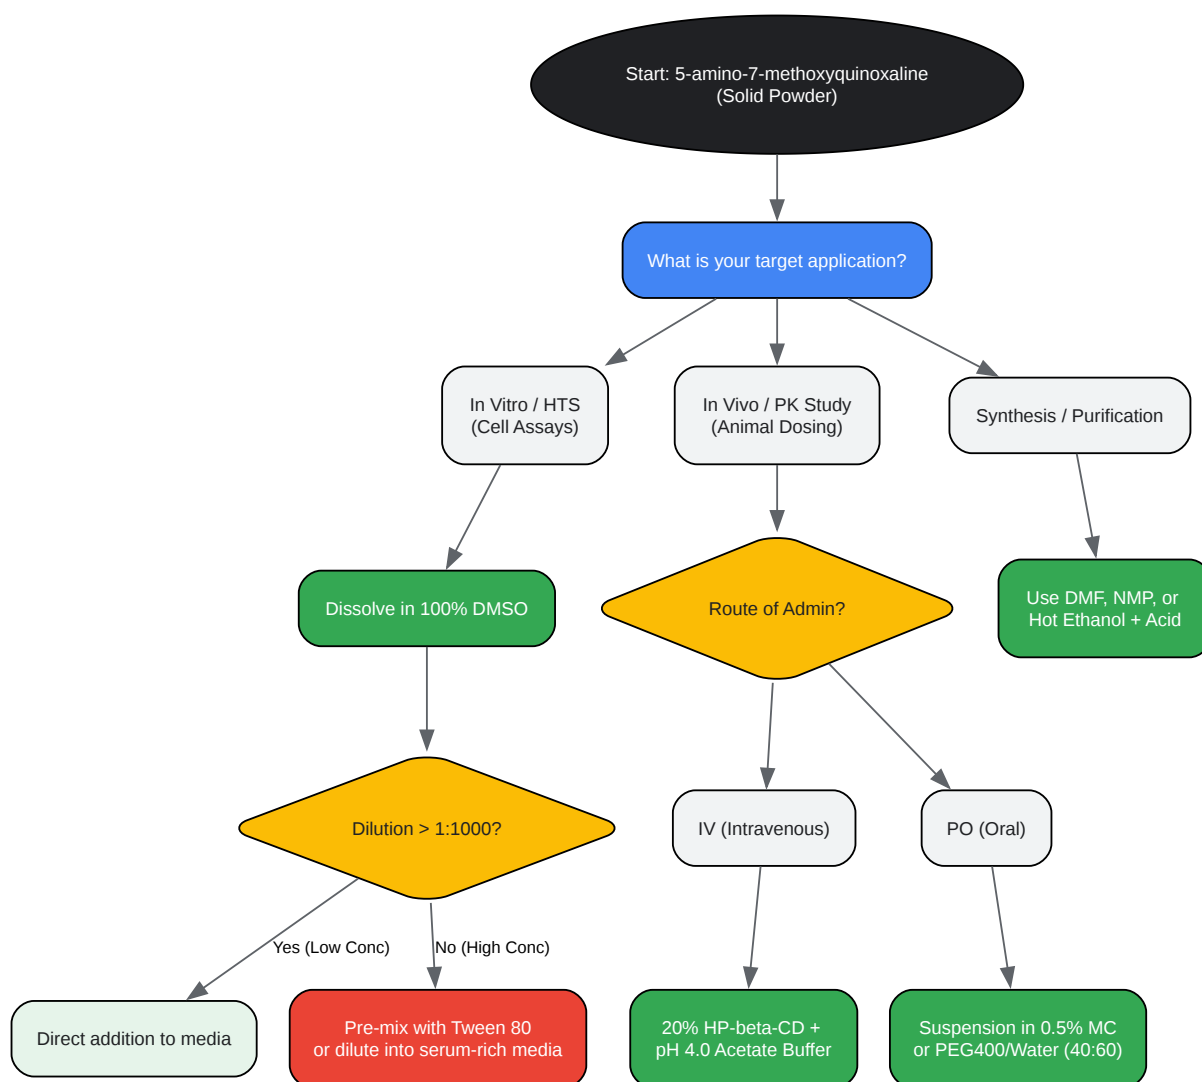 Start: 5-amino-7-methoxyquinoxaline
(Solid Powder)
What is your target application?
In Vitro / HTS
(Cell Assays)
In Vivo / PK Study
(Animal Dosing)
Synthesis / Purification
Dissolve in 100% DMSO
Route of Admin?
Use DMF, NMP, or
Hot Ethanol + Acid
Dilution > 1:1000?
IV (Intravenous)
PO (Oral)
Yes (Low Conc)
No (High Conc)
Direct addition to media
Pre-mix with Tween 80
or dilute into serum-rich media
20% HP-beta-CD +
pH 4.0 Acetate Buffer
Suspension in 0.5% MC
or PEG400/Water (40:60)